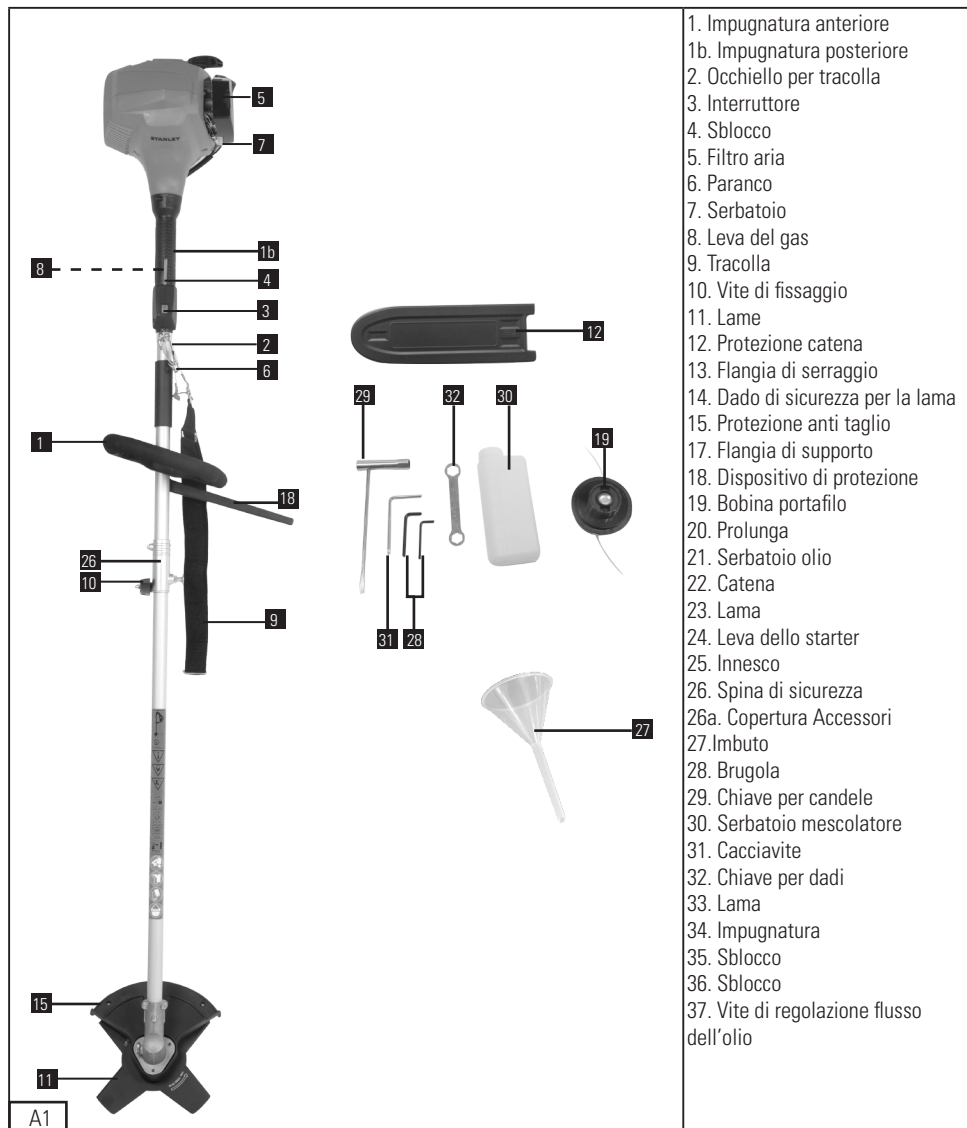 STANLEY
5
7
1b
8
4
3
12
2
6
29
32
30
19
1
18
26
10
9
31
28
27
15
11
A1
1. Impugnatura anteriore
1b. Impugnatura posteriore
2. Occhiello per tracolla
3. Interruttore
4. Sblocco
5. Filtro aria
6. Paranco
7. Serbatoio
8. Leva del gas
9. Tracolla
10. Vite di fissaggio
11. Lame
12. Protezione catena
13. Flangia di serraggio
14. Dado di sicurezza per la lama
15. Protezione anti taglio
17. Flangia di supporto
18. Dispositivo di protezione
19. Bobina portafilo
20. Prolunga
21. Serbatoio olio
22. Catena
23. Lama
24. Leva dello starter
25. Innesco
26. Spina di sicurezza
26a. Copertura Accessori
27.Imbuto
28. Brugola
29. Chiave per candele
30. Serbatoio mescolatore
31. Cacciavite
32. Chiave per dadi
33. Lama
34. Impugnatura
35. Sblocco
36. Sblocco
37. Vite di regolazione flusso
dell'olio